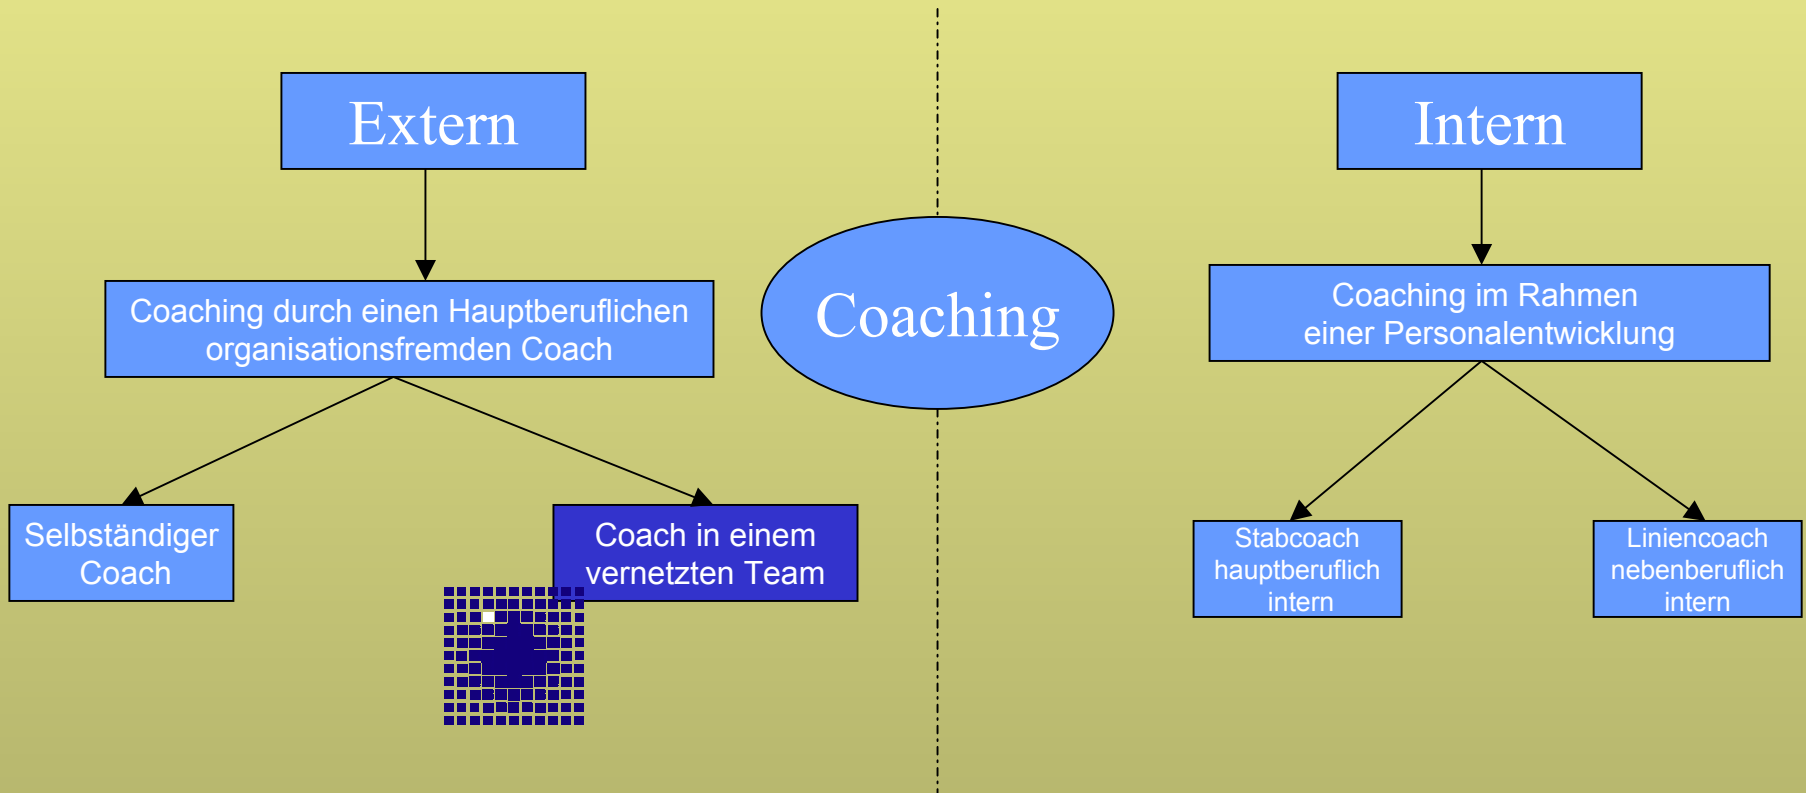 Extern
Coaching durch einen Hauptberuflichen
organisationsfremden Coach
Selbständiger
Coach
Coach in einem
vernetzten Team
Coaching
Intern
Coaching im Rahmen
einer Personalentwicklung
Stabcoach
hauptberuflich
intern
Liniencoach
nebenberuflich
intern